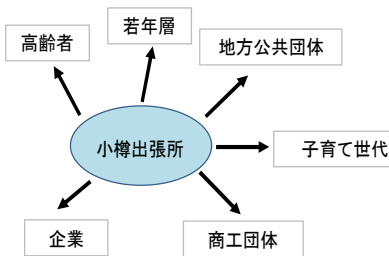 若年層
高齢者
地方公共団体
小樽出張所
子育て世代
企業
商工団体